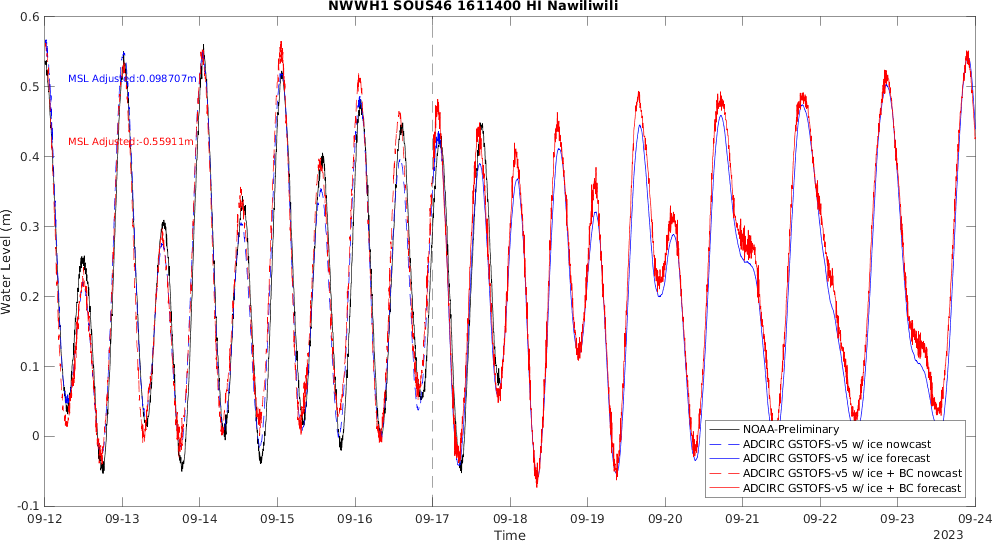 NWWH1 SOUS46 1611400 HI Nawiliwili
0.6
0.5
0.4
0.3
0.2
0.1
0
-0.1
Water Level (m)
MSL Adjusted:0.098707m
MSL Adjusted:-0.55911m
NOAA-Preliminary
ADCIRC GSTOFS-v5 w/ ice nowcast
ADCIRC GSTOFS-v5 w/ ice forecast
ADCIRC GSTOFS-v5 w/ ice + BC nowcast
ADCIRC GSTOFS-v5 w/ ice + BC forecast
09-12 09-13 09-14 09-15 09-16 09-17 09-18 09-19 09-20 09-21 09-22 09-23 09-24
Time
2023